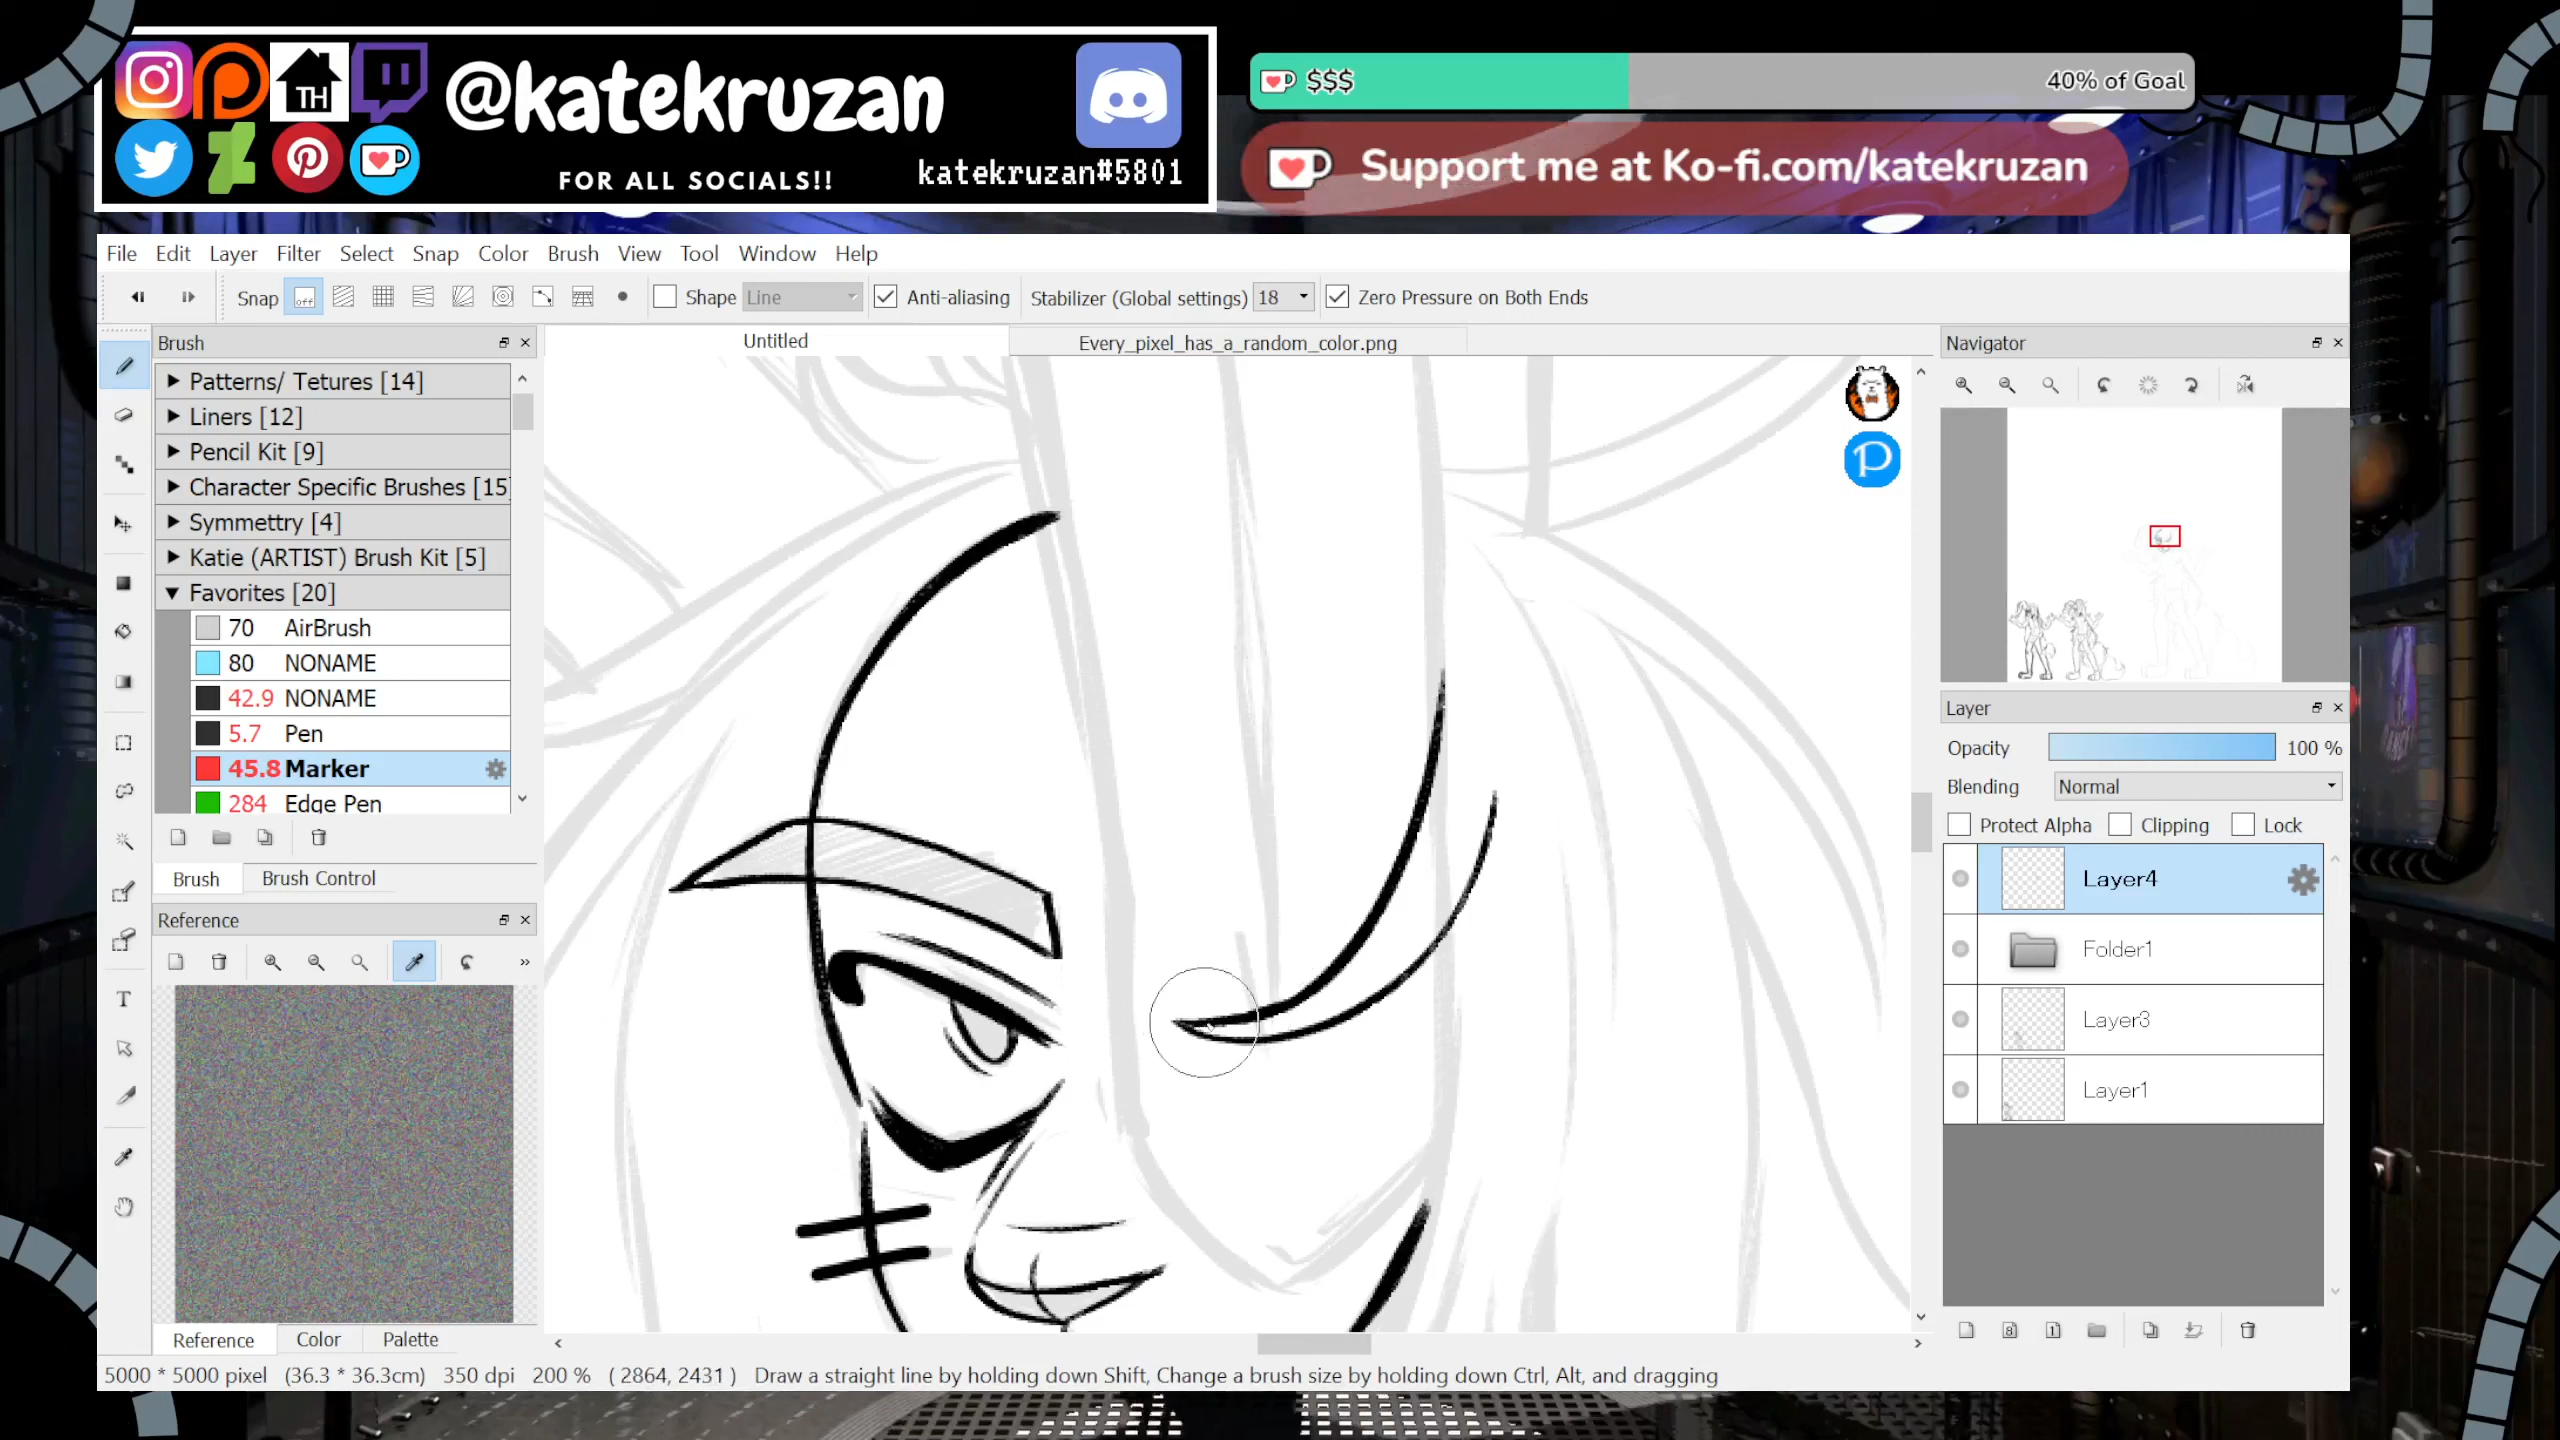 TH
@katekruzan
FOR ALL SOCIALS!!
katekruzan#5801
$$$
40% of Goal
Support me at Ko-fi.com/katekruzan
File Edit Layer Filter Select Snap Color Brush View Tool Window Help
Snap off Shape Line Anti-aliasing Stabilizer (Global settings) 18 Zero Pressure on Both Ends
Brush
Patterns/ Tetures [14]
Liners [12]
Pencil Kit [9]
Character Specific Brushes [15]
Symmettry [4]
Katie (ARTIST) Brush Kit [5]
Favorites [20]
70 AirBrush
80 NONAME
42.9 NONAME
5.7 Pen
45.8 Marker
284 Edge Pen
Brush Brush Control
Reference
T
Reference Color Palette
Untitled
Every_pixel_has_a_random_color.png
P
Navigator
Layer
Opacity 100 %
Blending Normal
Protect Alpha Clipping Lock
Layer4
Folder1
Layer3
Layer1
8 1
5000 * 5000 pixel (36.3 * 36.3cm) 350 dpi 200 % ( 2864, 2431 ) Draw a straight line by holding down Shift, Change a brush size by holding down Ctrl, Alt, and dragging